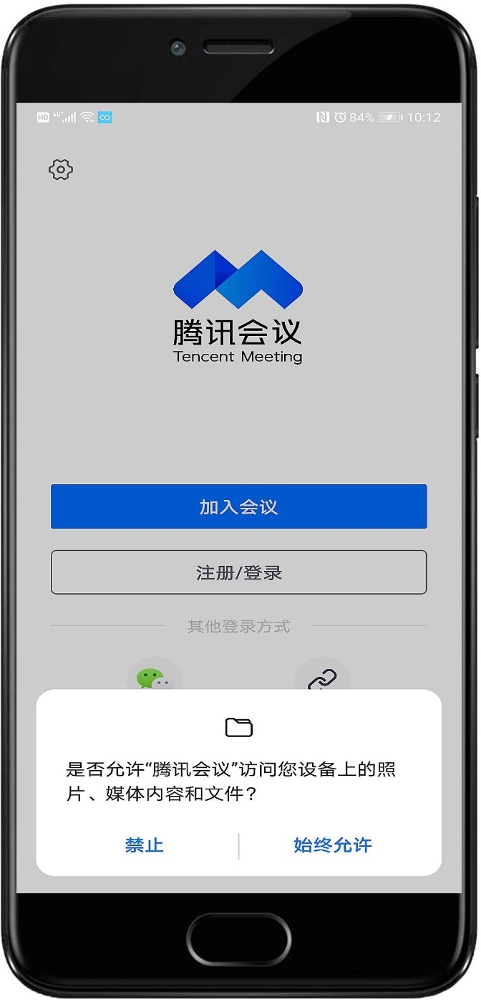 HD 4G+ 84% 10:12
腾讯会议
Tencent Meeting
加入会议
注册/登录
其他登录方式
是否允许“腾讯会议”访问您设备上的照
片、媒体内容和文件？
禁止 始终允许